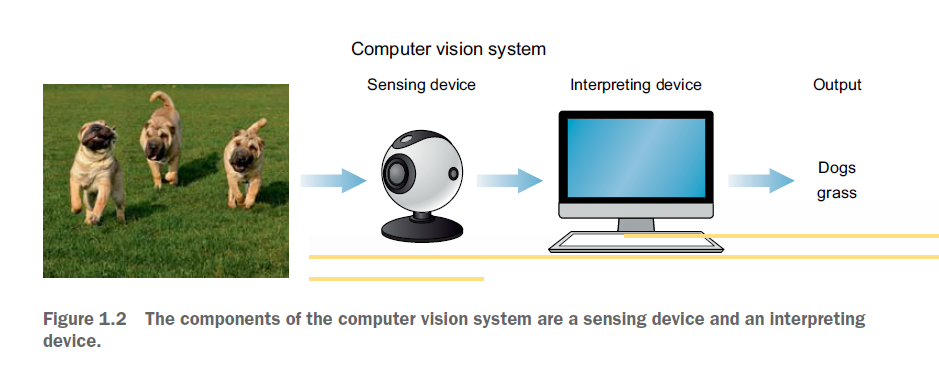 Computer vision system
Sensing device
Interpreting device
Output
Dogs
grass
Figure 1.2 The components of the computer vision system are a sensing device and an interpreting
device.